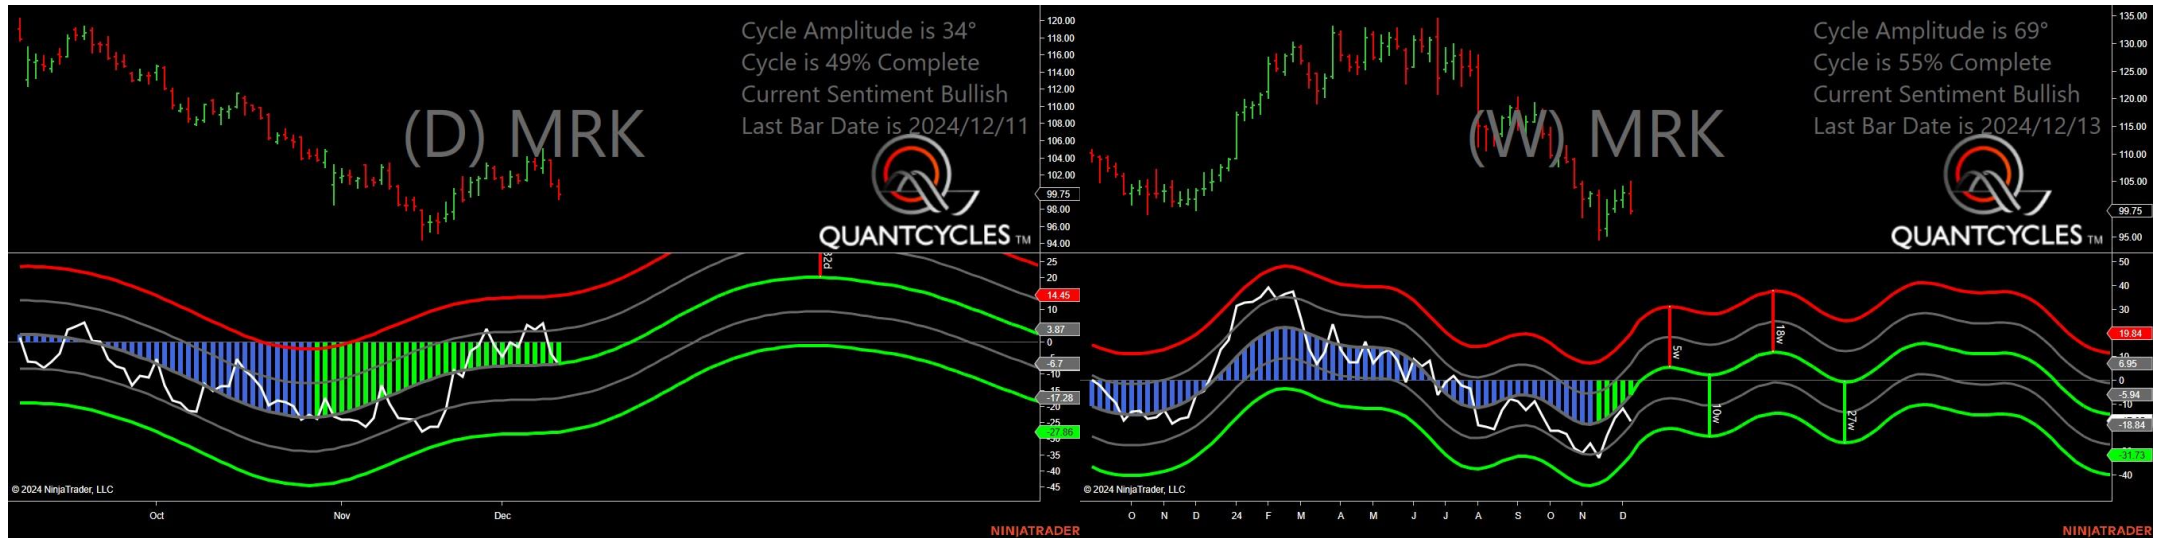 Cycle Amplitude is 34°
Cycle is 49% Complete
Current Sentiment Bullish
Last Bar Date is 2024/12/11
(D) MRK
QUANTCYCLES TM
120.00
118.00
116.00
114.00
112.00
110.00
108.00
106.00
104.00
102.00
99.75
98.00
96.00
94.00
32d
25
20
14.45
10
5
3.87
0
-5
-6.7
-10
-15
-17.28
-20
-25
-27.86
-35
-40
-45
© 2024 NinjaTrader, LLC
Oct Nov Dec
NINJATRADER
Cycle Amplitude is 69°
Cycle is 55% Complete
Current Sentiment Bullish
Last Bar Date is 2024/12/13
(W) MRK
QUANTCYCLES TM
135.00
130.00
125.00
120.00
115.00
110.00
105.00
99.75
95.00
5w
10w
18w
27w
50
40
30
19.84
10
6.95
0
-5.94
-10
-18.84
-31.73
-40
© 2024 NinjaTrader, LLC
O N D 24 F M A M J J A S O N D
NINJATRADER